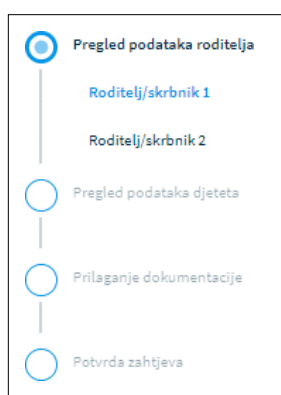 Pregled podataka roditelja
Roditelj/skrbnik 1
Roditelj/skrbnik 2
Pregled podataka djeteta
Prilaganje dokumentacije
Potvrda zahtjeva